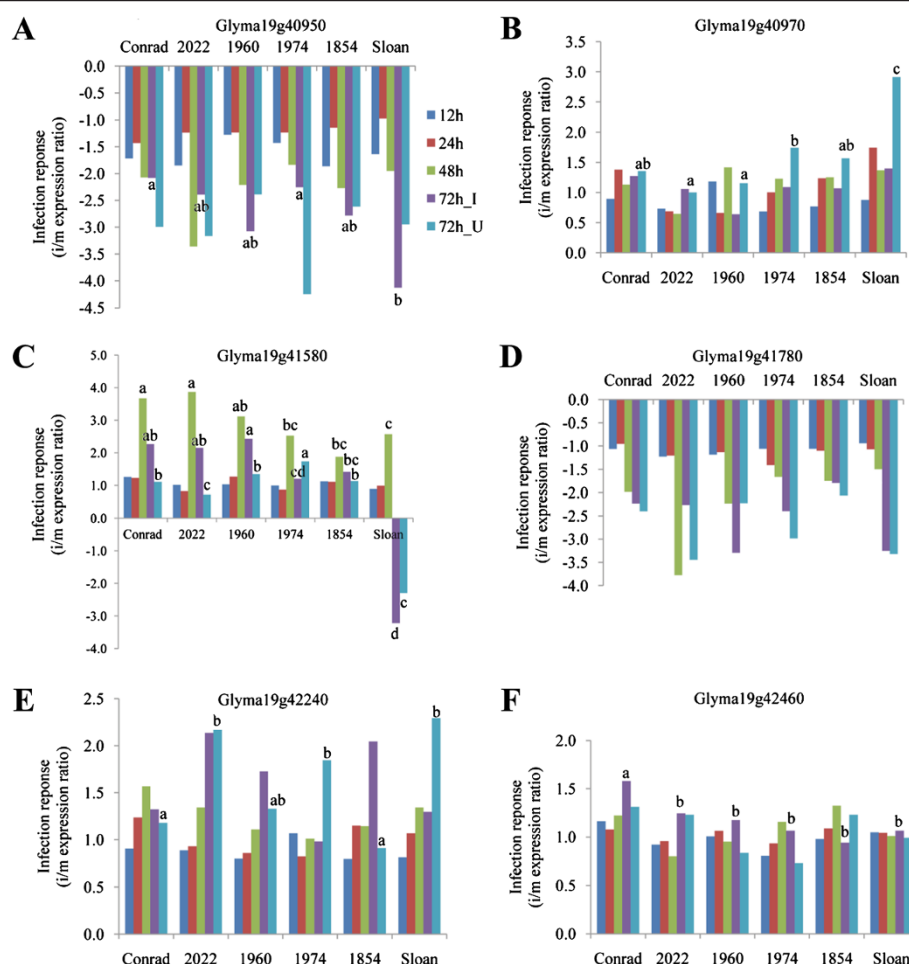 A
Glyma19g40950
Conrad 2022 1960 1974 1854 Sloan
0.0
-0.5
-1.0
-1.5
-2.0
-2.5
-3.0
-3.5
-4.0
-4.5
Infection reponse
(i/m expression ratio)
a ab ab a ab b
12h
24h
48h
72h_I
72h_U
B
Glyma19g40970
3.5
3.0
2.5
2.0
1.5
1.0
0.5
0.0
Infection reponse
(i/m expression ratio)
ab a a b ab c
Conrad 2022 1960 1974 1854 Sloan
C
Glyma19g41580
5.0
4.0
3.0
2.0
1.0
0.0
-1.0
-2.0
-3.0
-4.0
Infection reponse
(i/m expression ratio)
a ab b
a ab c
ab a b
bc cd a
bc bc b
c d c
Conrad 2022 1960 1974 1854 Sloan
D
Glyma19g41780
Conrad 2022 1960 1974 1854 Sloan
0.0
-0.5
-1.0
-1.5
-2.0
-2.5
-3.0
-3.5
-4.0
Infection reponse
(i/m expression ratio)
E
Glyma19g42240
2.5
2.0
1.5
1.0
0.5
0.0
Infection reponse
(i/m expression ratio)
a b ab b a b
Conrad 2022 1960 1974 1854 Sloan
F
Glyma19g42460
2.0
1.5
1.0
0.5
0.0
Infection reponse
(i/m expression ratio)
a b b b b b
Conrad 2022 1960 1974 1854 Sloan